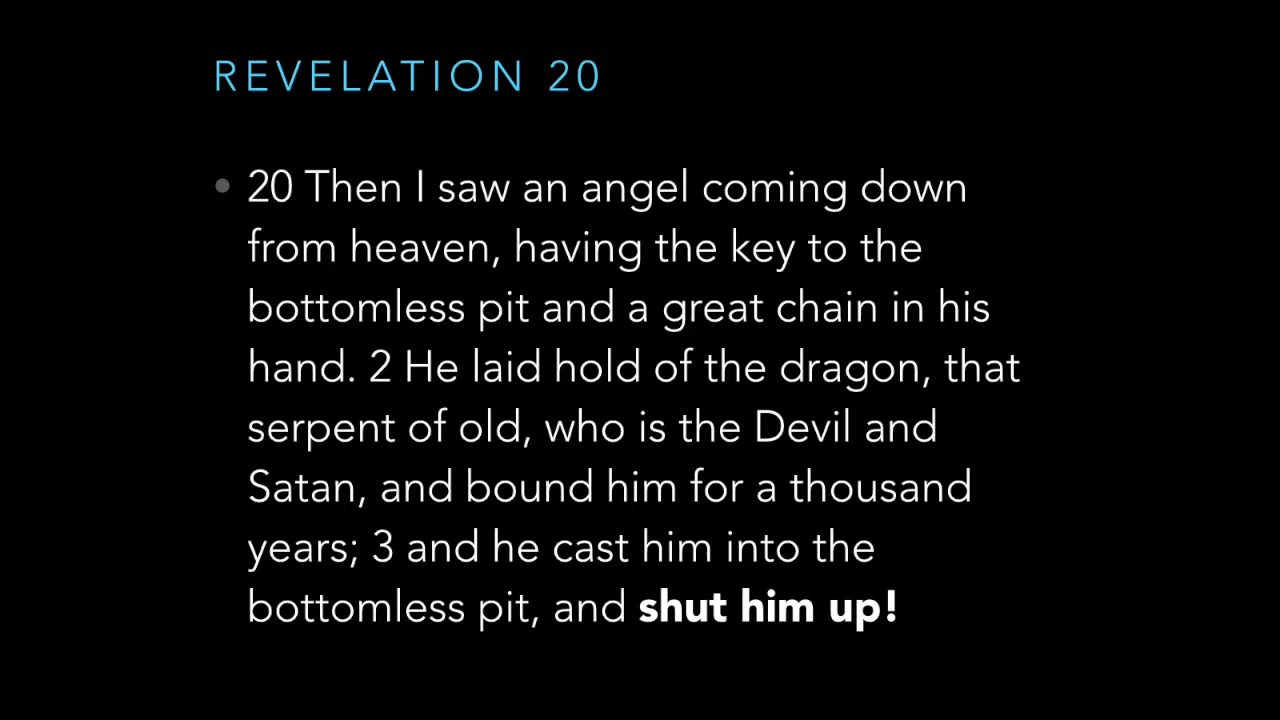 REVELATION 20
• 20 Then I saw an angel coming down
from heaven, having the key to the
bottomless pit and a great chain in his
hand. 2 He laid hold of the dragon, that
serpent of old, who is the Devil and
Satan, and bound him for a thousand
years; 3 and he cast him into the
bottomless pit, and shut him up!